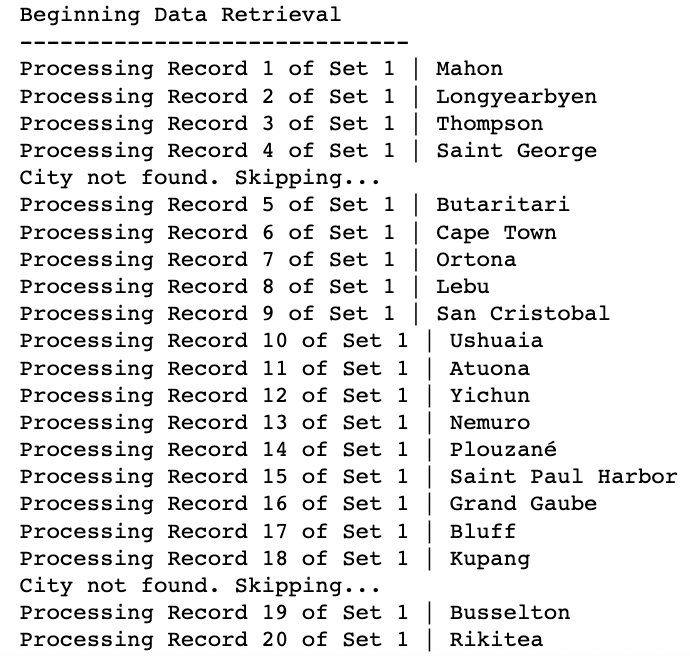 Beginning Data Retrieval
-----------------------------
Processing Record 1 of Set 1 | Mahon
Processing Record 2 of Set 1 | Longyearbyen
Processing Record 3 of Set 1 | Thompson
Processing Record 4 of Set 1 | Saint George
City not found. Skipping...
Processing Record 5 of Set 1 | Butaritari
Processing Record 6 of Set 1 | Cape Town
Processing Record 7 of Set 1 | Ortona
Processing Record 8 of Set 1 | Lebu
Processing Record 9 of Set 1 | San Cristobal
Processing Record 10 of Set 1 | Ushuaia
Processing Record 11 of Set 1 | Atuona
Processing Record 12 of Set 1 | Yichun
Processing Record 13 of Set 1 | Nemuro
Processing Record 14 of Set 1 | Plouzané
Processing Record 15 of Set 1 | Saint Paul Harbor
Processing Record 16 of Set 1 | Grand Gaube
Processing Record 17 of Set 1 | Bluff
Processing Record 18 of Set 1 | Kupang
City not found. Skipping...
Processing Record 19 of Set 1 | Busselton
Processing Record 20 of Set 1 | Rikitea